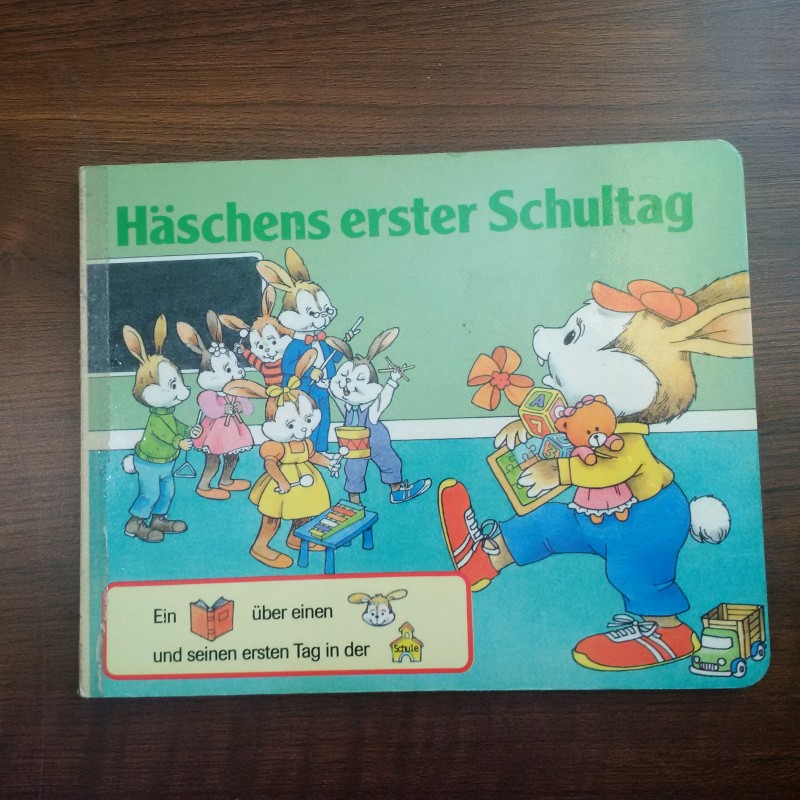 Häschens erster Schultag
Ein über einen
und seinen ersten Tag in der Schule
A